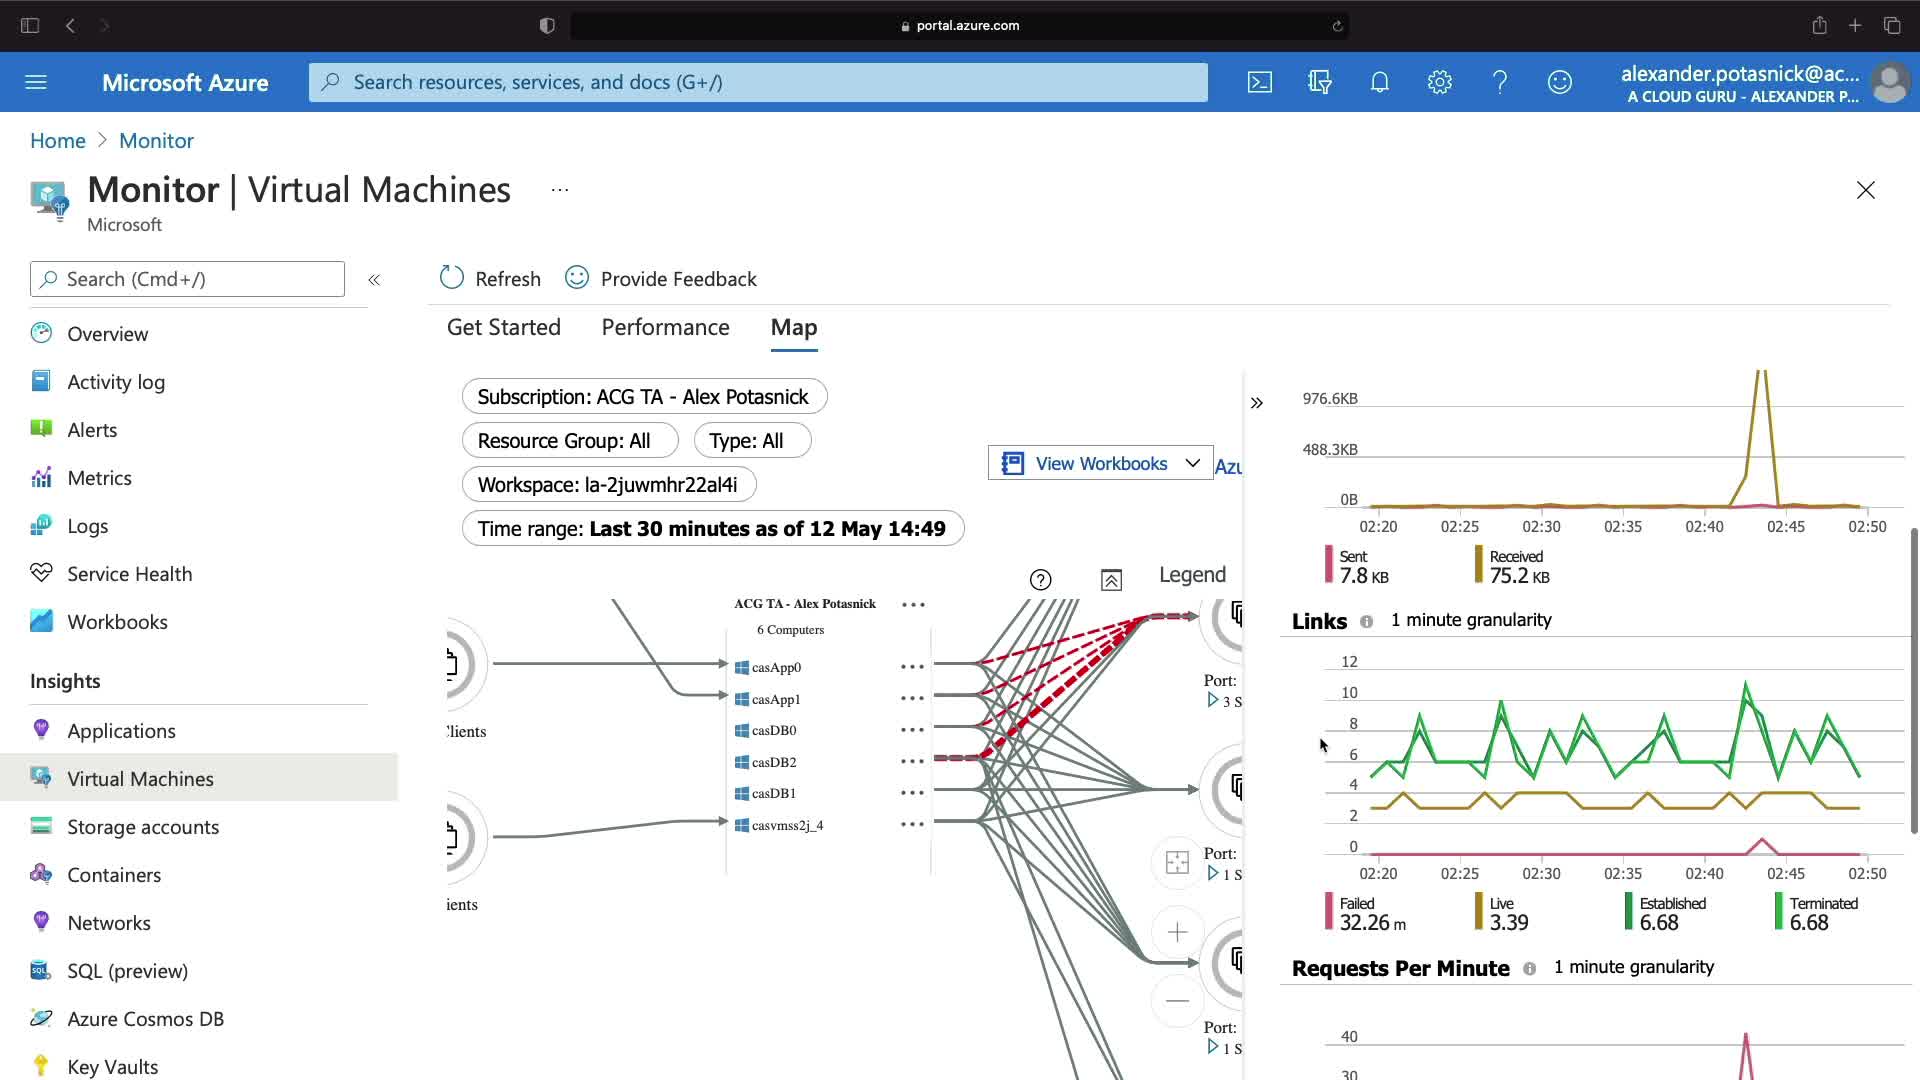 portal.azure.com
Microsoft Azure
Search resources, services, and docs (G+/)
alexander.potasnick@ac...
A CLOUD GURU - ALEXANDER P...
Home > Monitor
Monitor | Virtual Machines ...
Microsoft
Search (Cmd+/)
«
Overview
Activity log
Alerts
Metrics
Logs
Service Health
Workbooks
Insights
Applications
Virtual Machines
Storage accounts
Containers
Networks
SQL (preview)
Azure Cosmos DB
Key Vaults
Refresh
Provide Feedback
Get Started
Performance
Map
Subscription: ACG TA - Alex Potasnick
Resource Group: All
Type: All
Workspace: la-2juwmhr22al4i
Time range: Last 30 minutes as of 12 May 14:49
View Workbooks
Azu
Legend
ACG TA - Alex Potasnick
6 Computers
casApp0
casApp1
casDB0
casDB2
casDB1
casvmss2j_4
lients
ients
Port:
3 S
Port:
1 S
Port:
1 S
»
976.6KB
488.3KB
0B
02:20 02:25 02:30 02:35 02:40 02:45 02:50
Sent
7.8 KB
Received
75.2 KB
Links 1 minute granularity
12
10
8
6
4
2
0
02:20 02:25 02:30 02:35 02:40 02:45 02:50
Failed
32.26 m
Live
3.39
Established
6.68
Terminated
6.68
Requests Per Minute 1 minute granularity
40
30